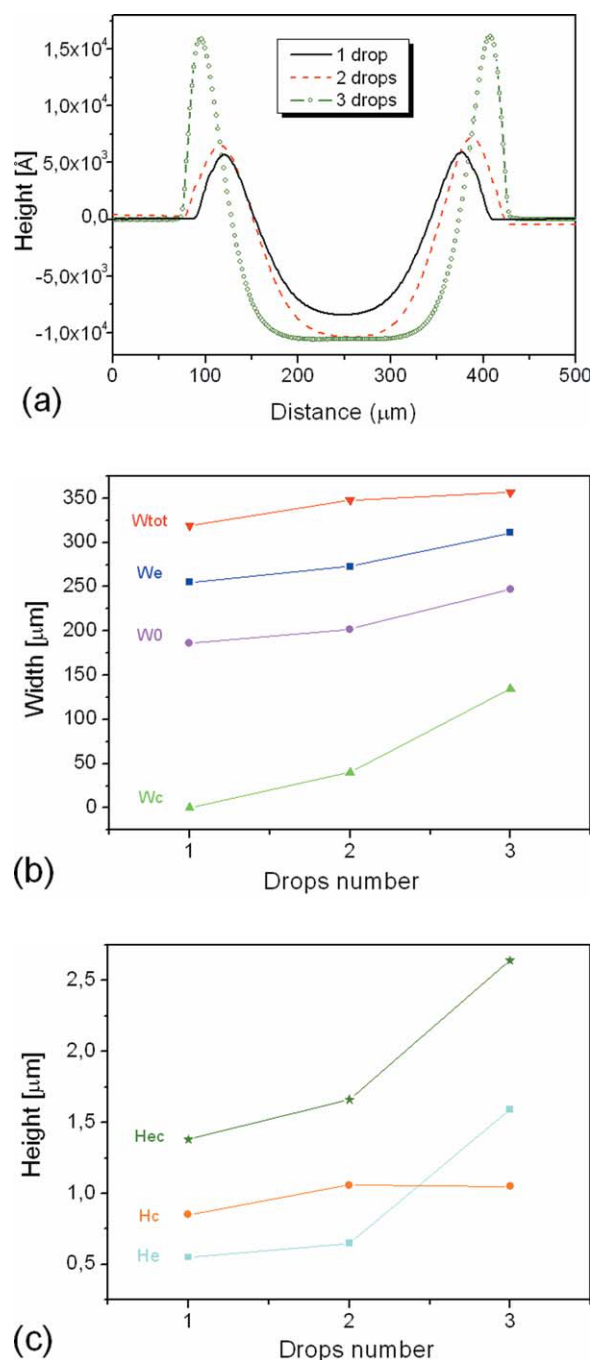 1,5x10⁴
1,0x10⁴
5,0x10³
0,0
-5,0x10³
-1,0x10⁴
Height [Å]
1 drop
2 drops
3 drops
0 100 200 300 400 500
Distance (μm)
(a)
350
300
250
200
150
100
50
0
Width [μm]
Wtot
We
W0
Wc
1 2 3
Drops number
(b)
2,5
2,0
1,5
1,0
0,5
Height [μm]
Hec
Hc
He
1 2 3
Drops number
(c)